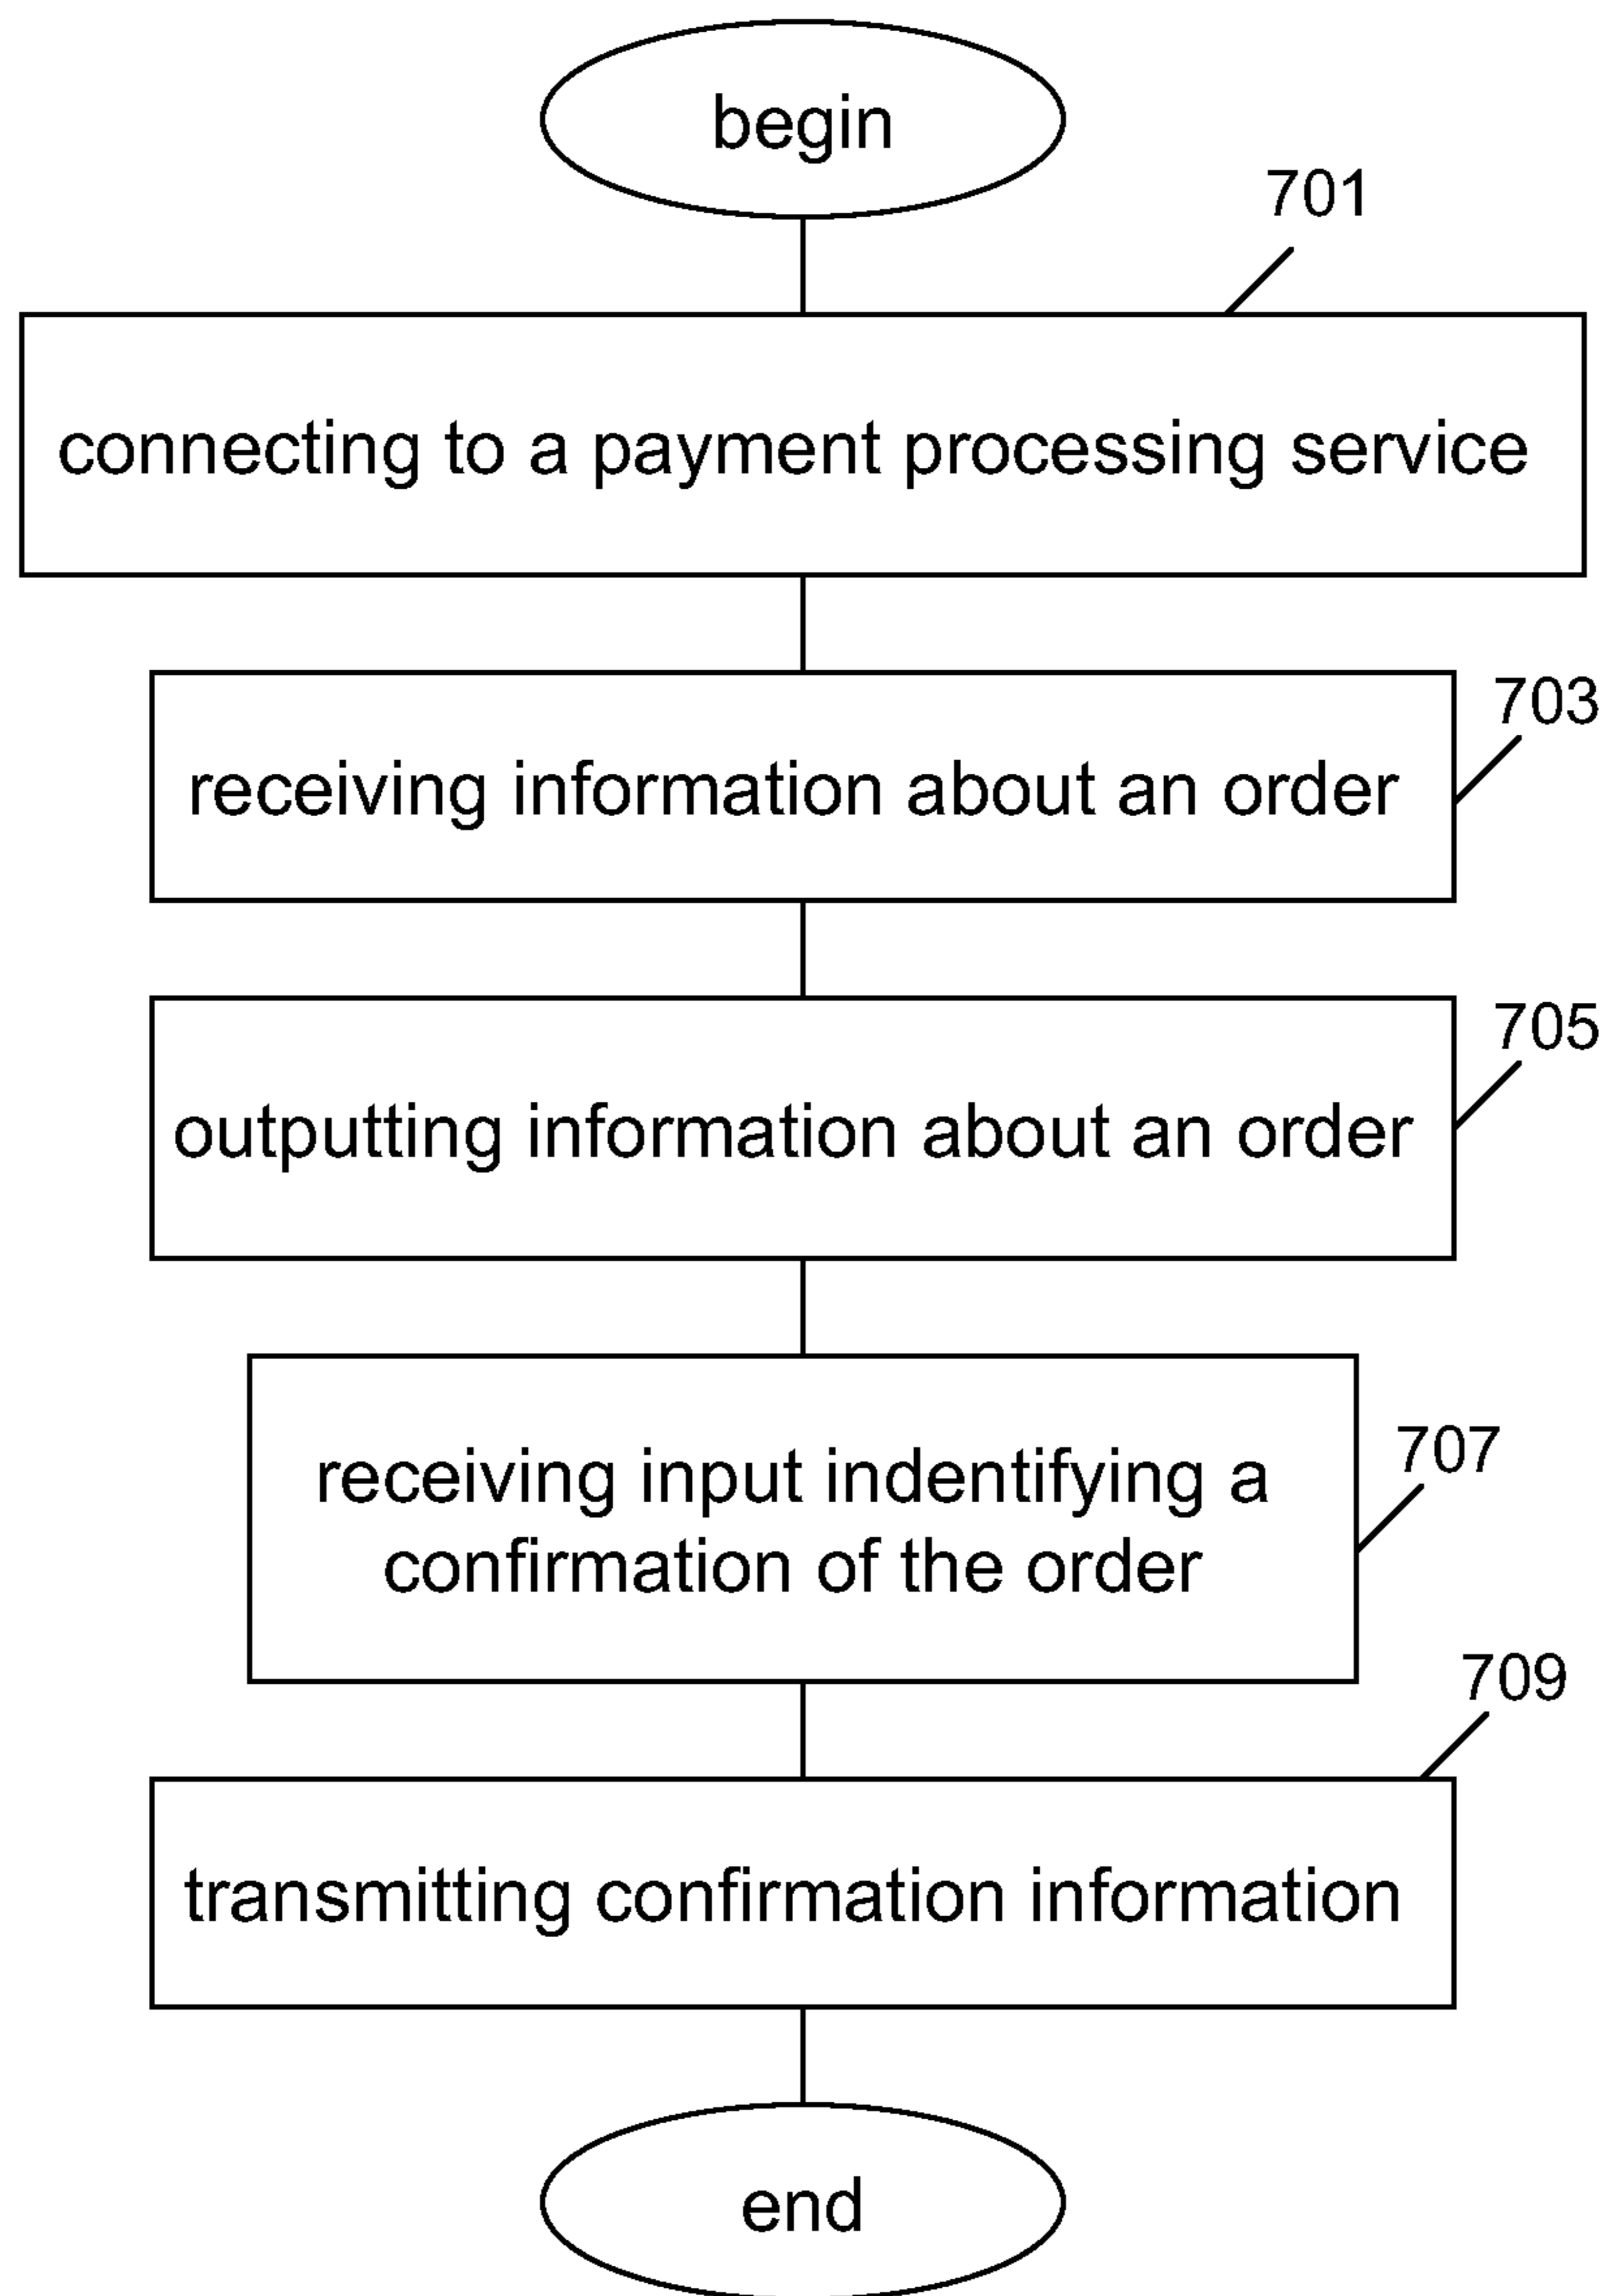 begin
701
connecting to a payment processing service
703
receiving information about an order
705
outputting information about an order
707
receiving input indentifying a
confirmation of the order
709
transmitting confirmation information
end